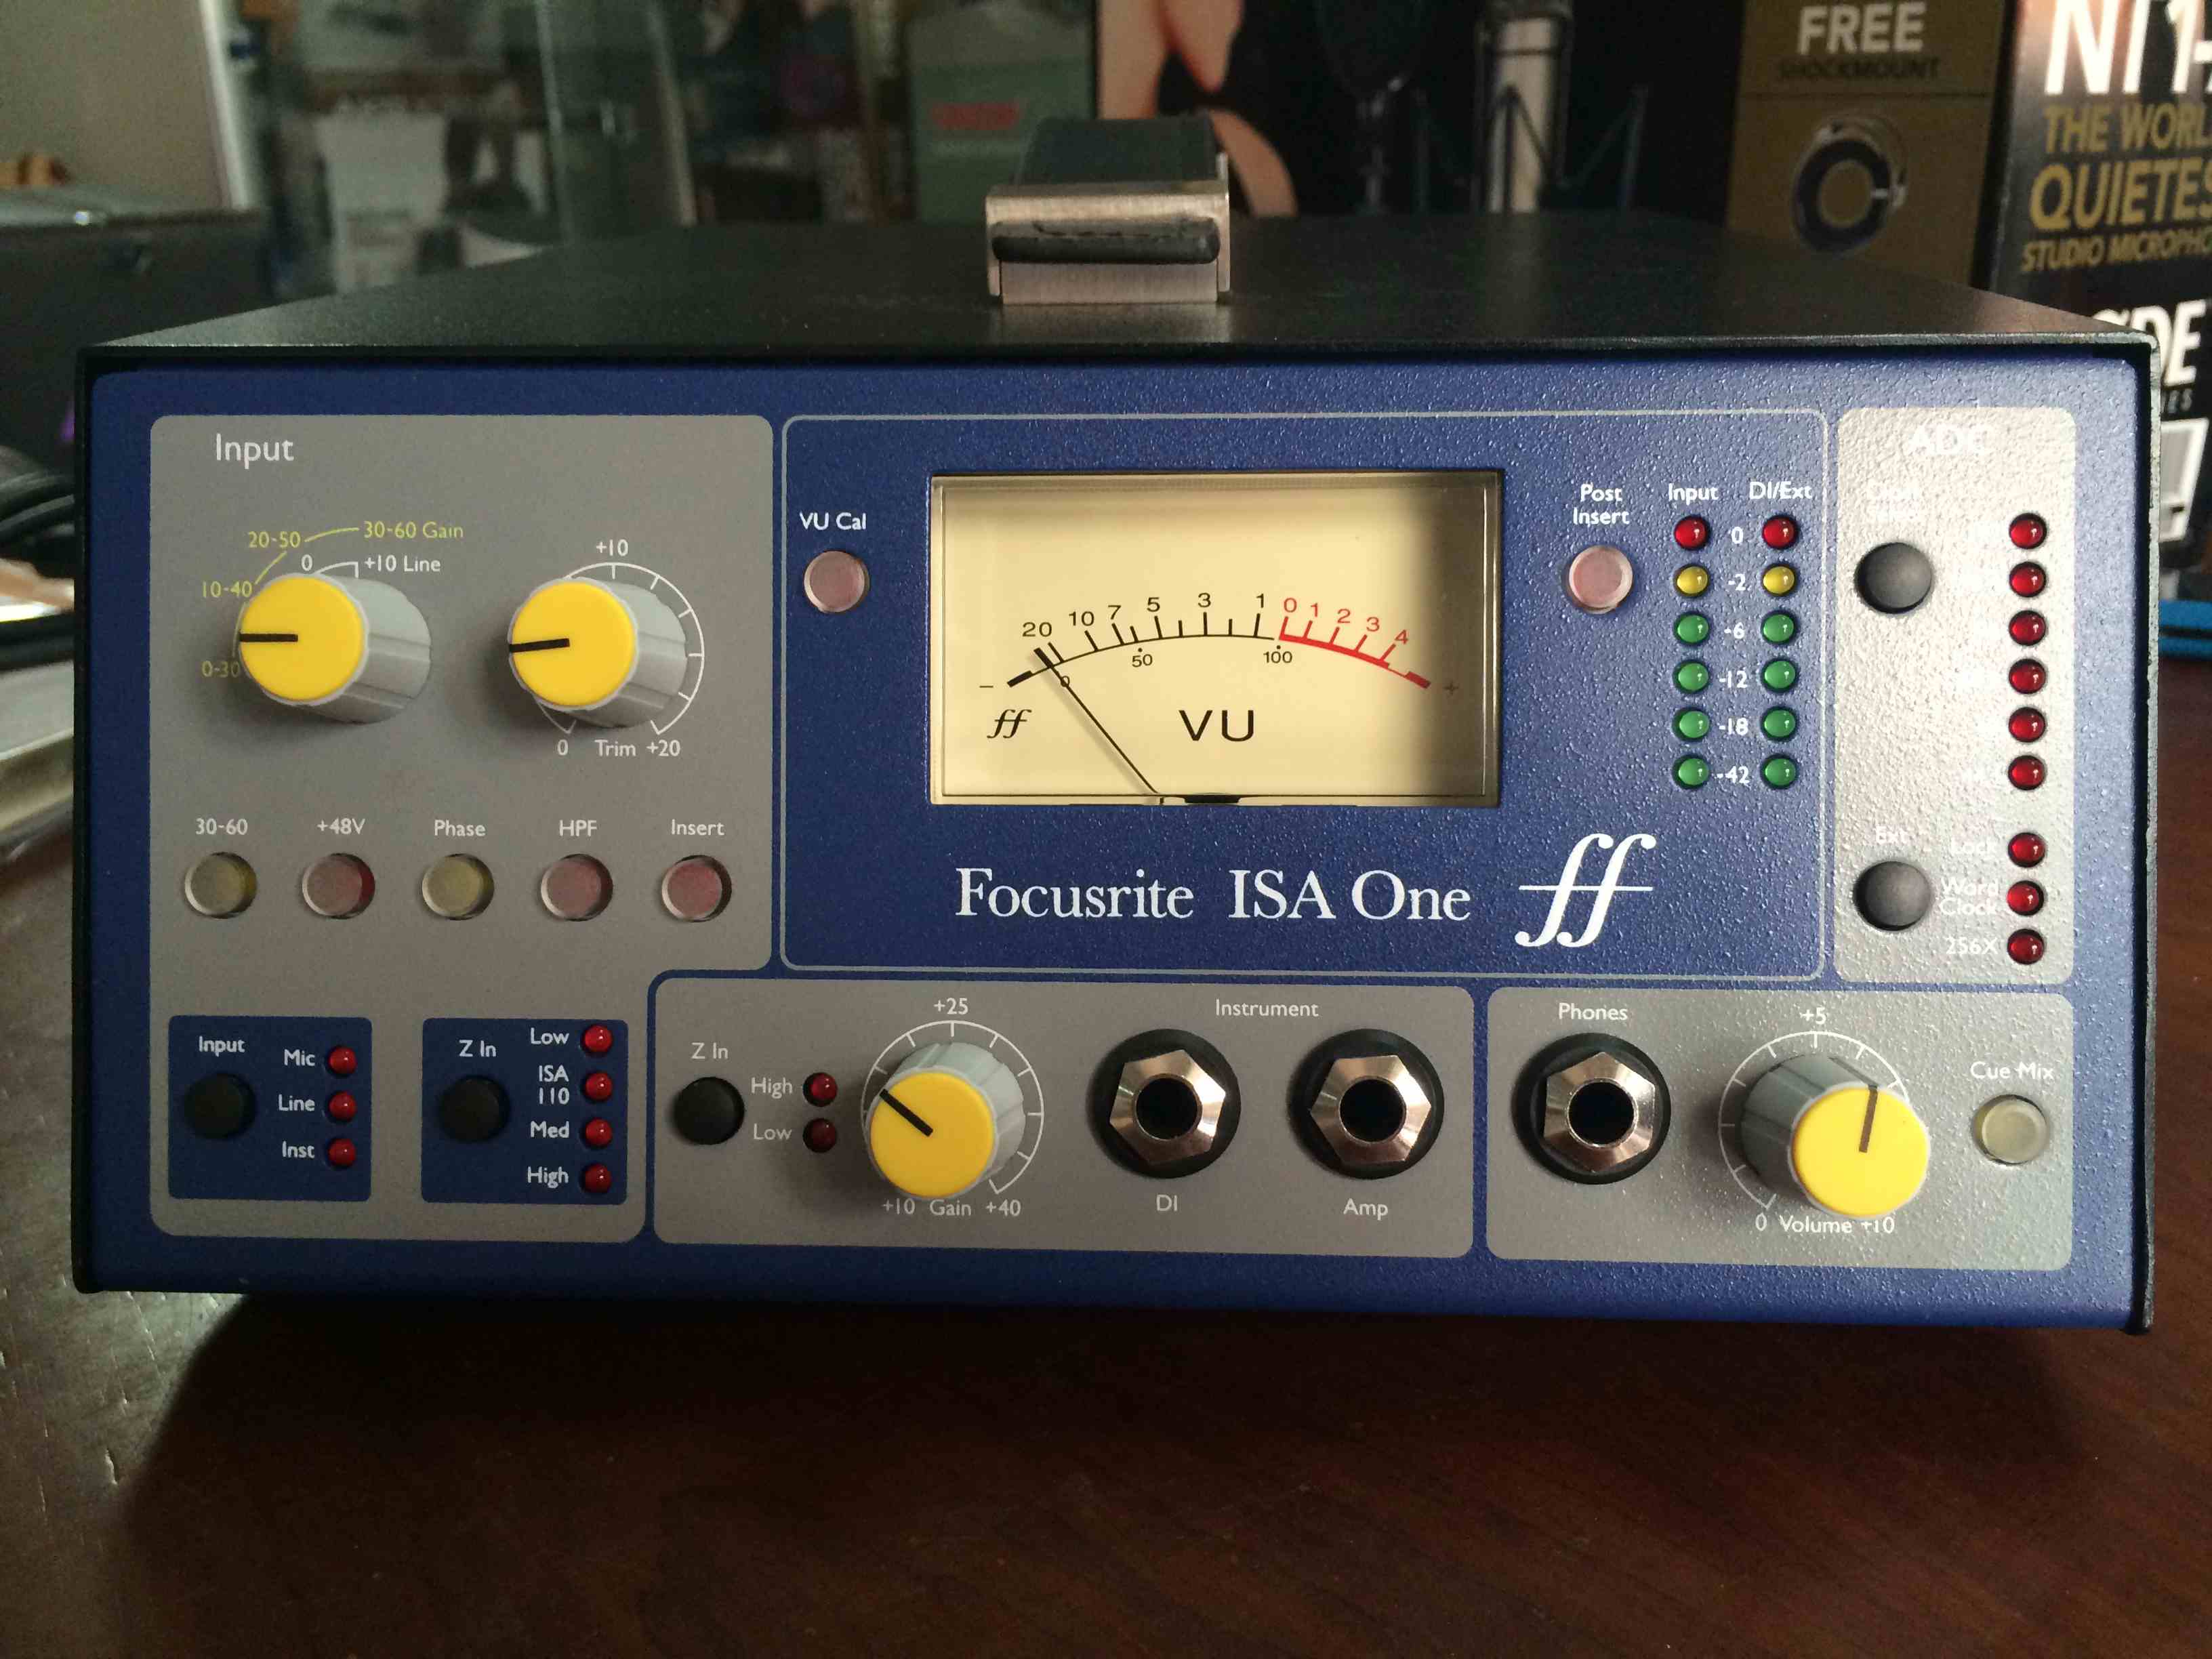 FREE
SHOCKMOUNT
NT1-
THE WORL
QUIETES
STUDIO MICROPHO
Input
20-50
30-60 Gain
0
+10 Line
10-40
0-30
+10
0 Trim +20
30-60
+48V
Phase
HPF
Insert
Input
Mic
Line
Inst
Z In
Low
ISA
110
Med
High
VU Cal
20 10 7 5 3 1 0 1 2 3 4
0 50 100
- +
ff VU
Focusrite ISA One ff
Post
Insert
Input DI/Ext
0
-2
-6
-12
-18
-42
ADC
Ext
Lock
Word
Clock
256X
Z In
High
Low
+25
+10 Gain +40
Instrument
DI
Amp
Phones
+5
0 Volume +10
Cue Mix